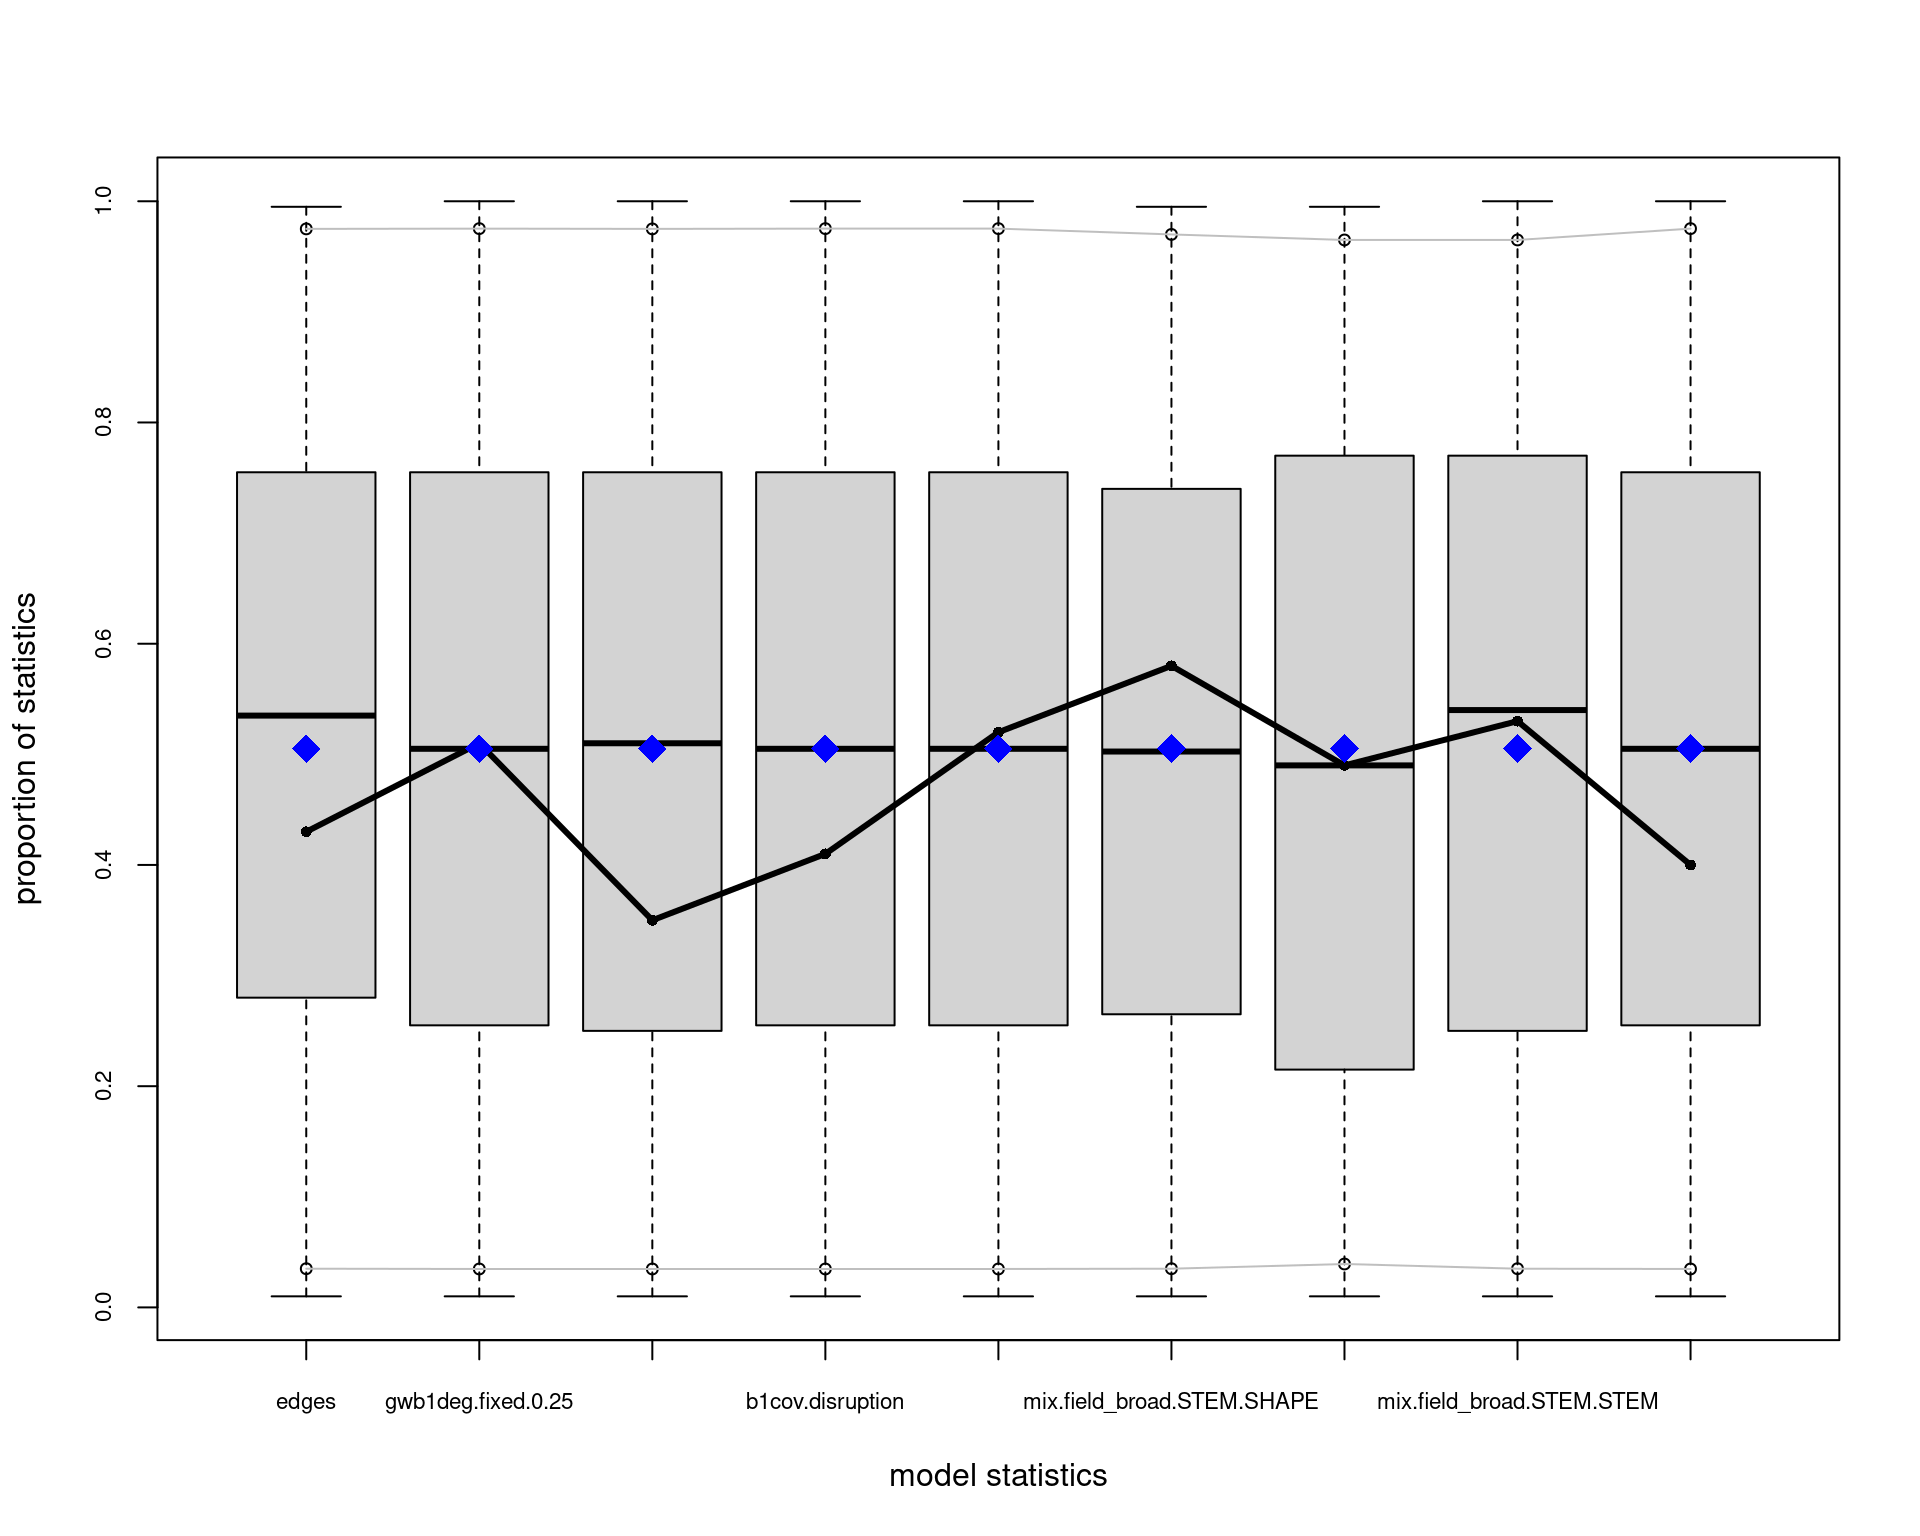 proportion of statistics
1.0
0.8
0.6
0.4
0.2
0.0
edges gwb1deg.fixed.0.25 b1cov.disruption mix.field_broad.STEM.SHAPE mix.field_broad.STEM.STEM
model statistics